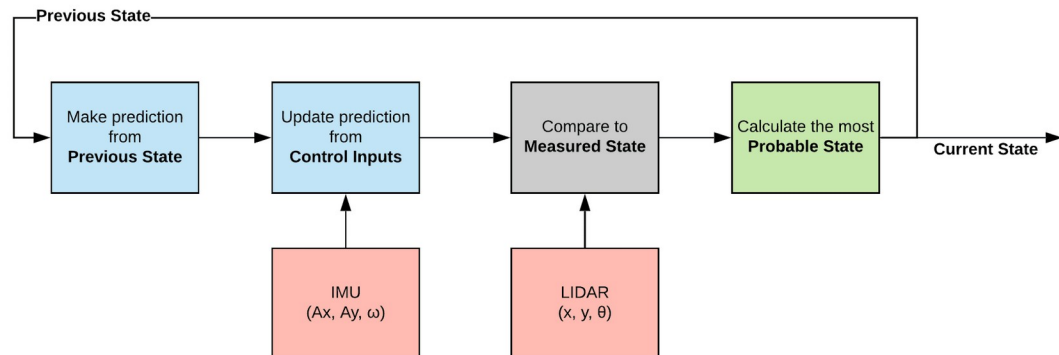 Previous State
Make prediction
from
Previous State
Update prediction
from
Control Inputs
Compare to
Measured State
Calculate the most
Probable State
Current State
IMU
(Ax, Ay, ω)
LIDAR
(x, y, θ)